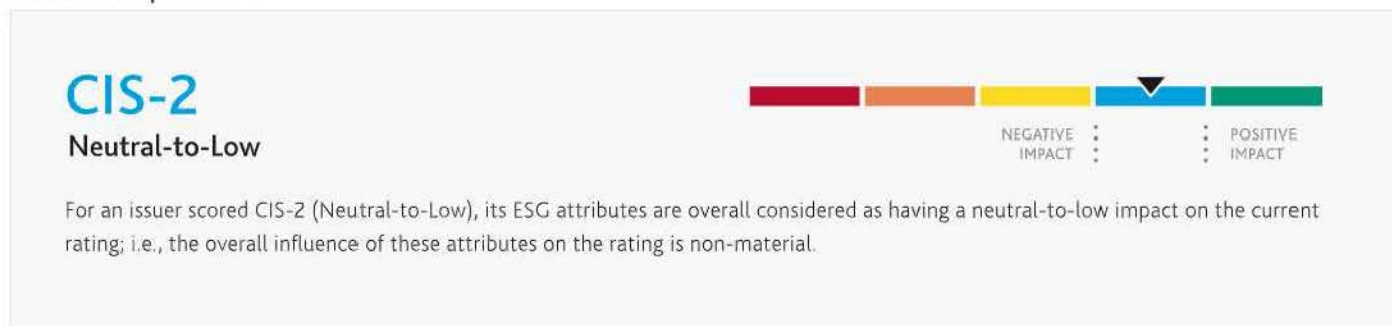 CIS-2
Neutral-to-Low
NEGATIVE
IMPACT
POSITIVE
IMPACT
For an issuer scored CIS-2 (Neutral-to-Low), its ESG attributes are overall considered as having a neutral-to-low impact on the current
rating; i.e., the overall influence of these attributes on the rating is non-material.